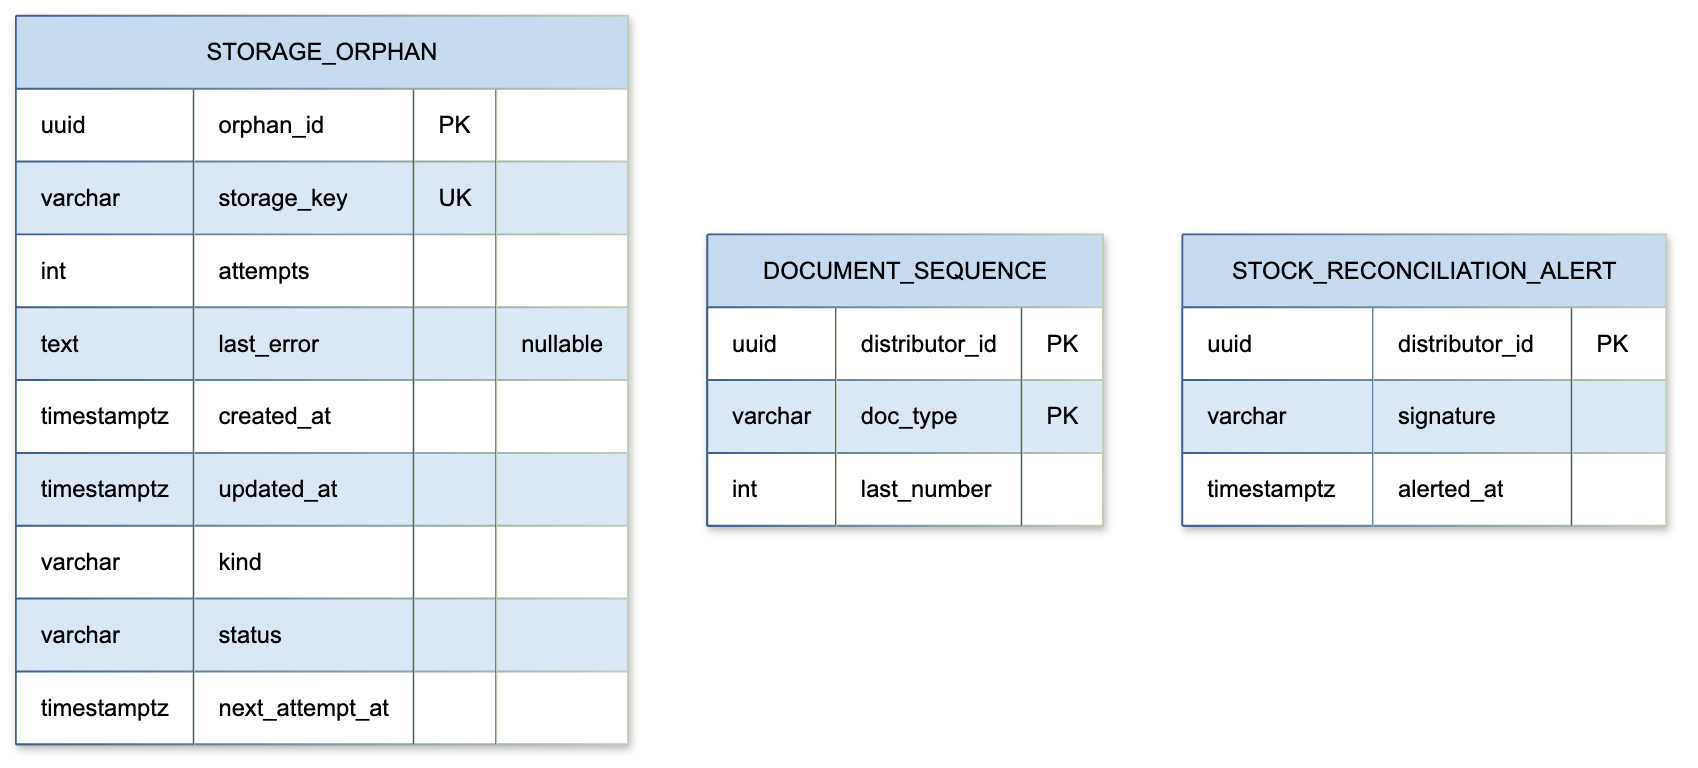 STORAGE_ORPHAN
uuid orphan_id PK
varchar storage_key UK
int attempts
text last_error nullable
timestamptz created_at
timestamptz updated_at
varchar kind
varchar status
timestamptz next_attempt_at
DOCUMENT_SEQUENCE
uuid distributor_id PK
varchar doc_type PK
int last_number
STOCK_RECONCILIATION_ALERT
uuid distributor_id PK
varchar signature
timestamptz alerted_at